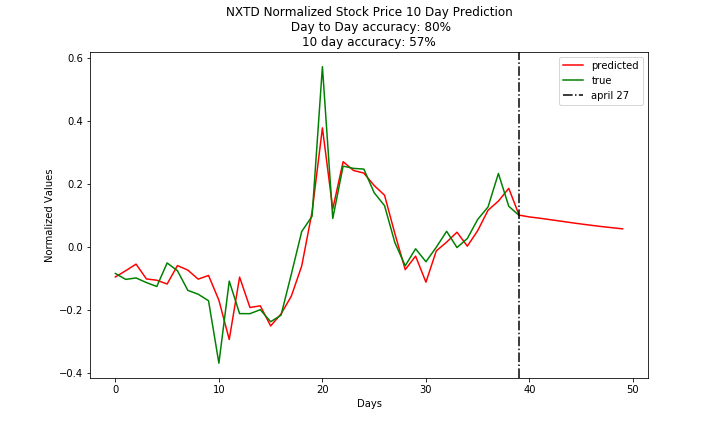 NXTD Normalized Stock Price 10 Day Prediction
Day to Day accuracy: 80%
10 day accuracy: 57%
predicted
true
april 27
Normalized Values
0.6
0.4
0.2
0.0
−0.2
−0.4
0
10
20
30
40
50
Days